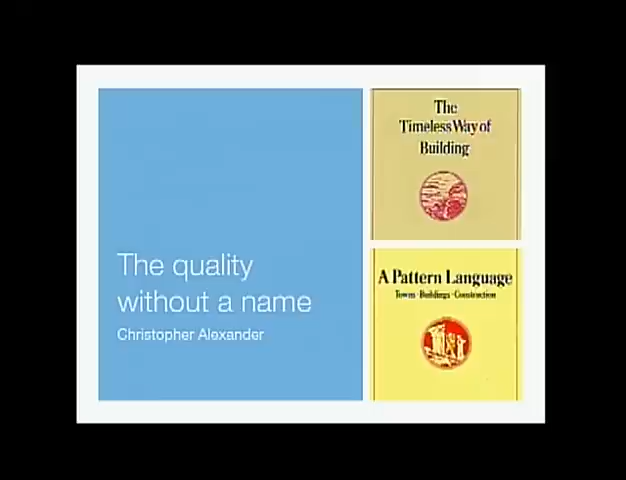 The quality
without a name
Christopher Alexander
The
Timeless Way of
Building
A Pattern Language
Towns · Buildings · Construction